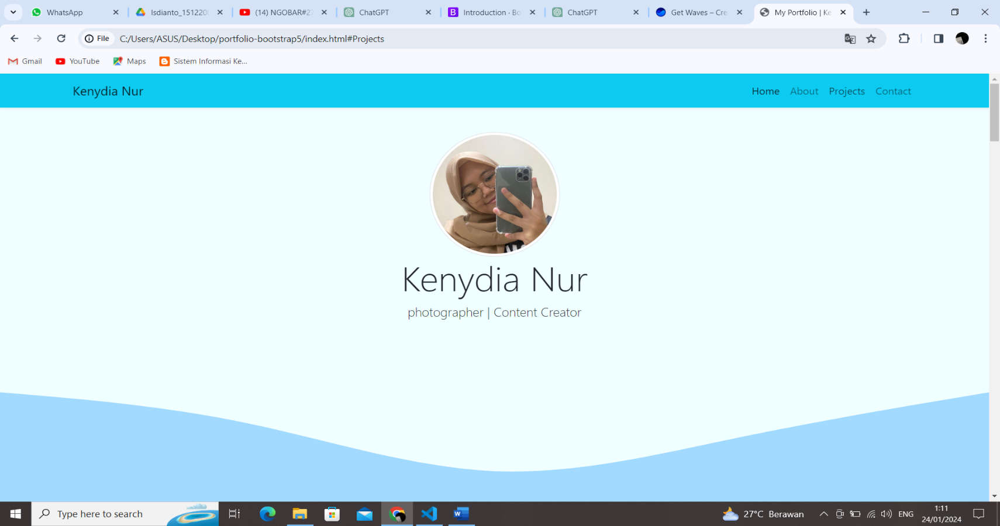 WhatsApp
Isdianto_1512200
(14) NGOBAR#27
ChatGPT
Introduction · Bo
ChatGPT
Get Waves – Cre
My Portfolio | Ke
File
C:/Users/ASUS/Desktop/portfolio-bootstrap5/index.html#Projects
Gmail
YouTube
Maps
Sistem Informasi Ke...
Kenydia Nur
Home
About
Projects
Contact
Kenydia Nur
photographer | Content Creator
Type here to search
27°C Berawan
ENG
1:11
24/01/2024